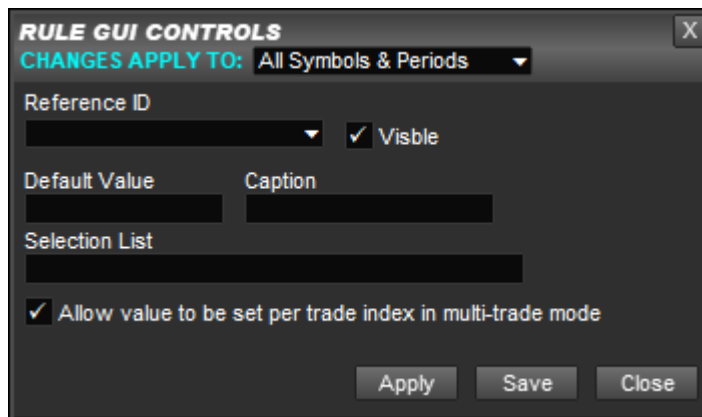 RULE GUI CONTROLS X
CHANGES APPLY TO: All Symbols & Periods
Reference ID
Visble
Default Value Caption
Selection List
Allow value to be set per trade index in multi-trade mode
Apply Save Close